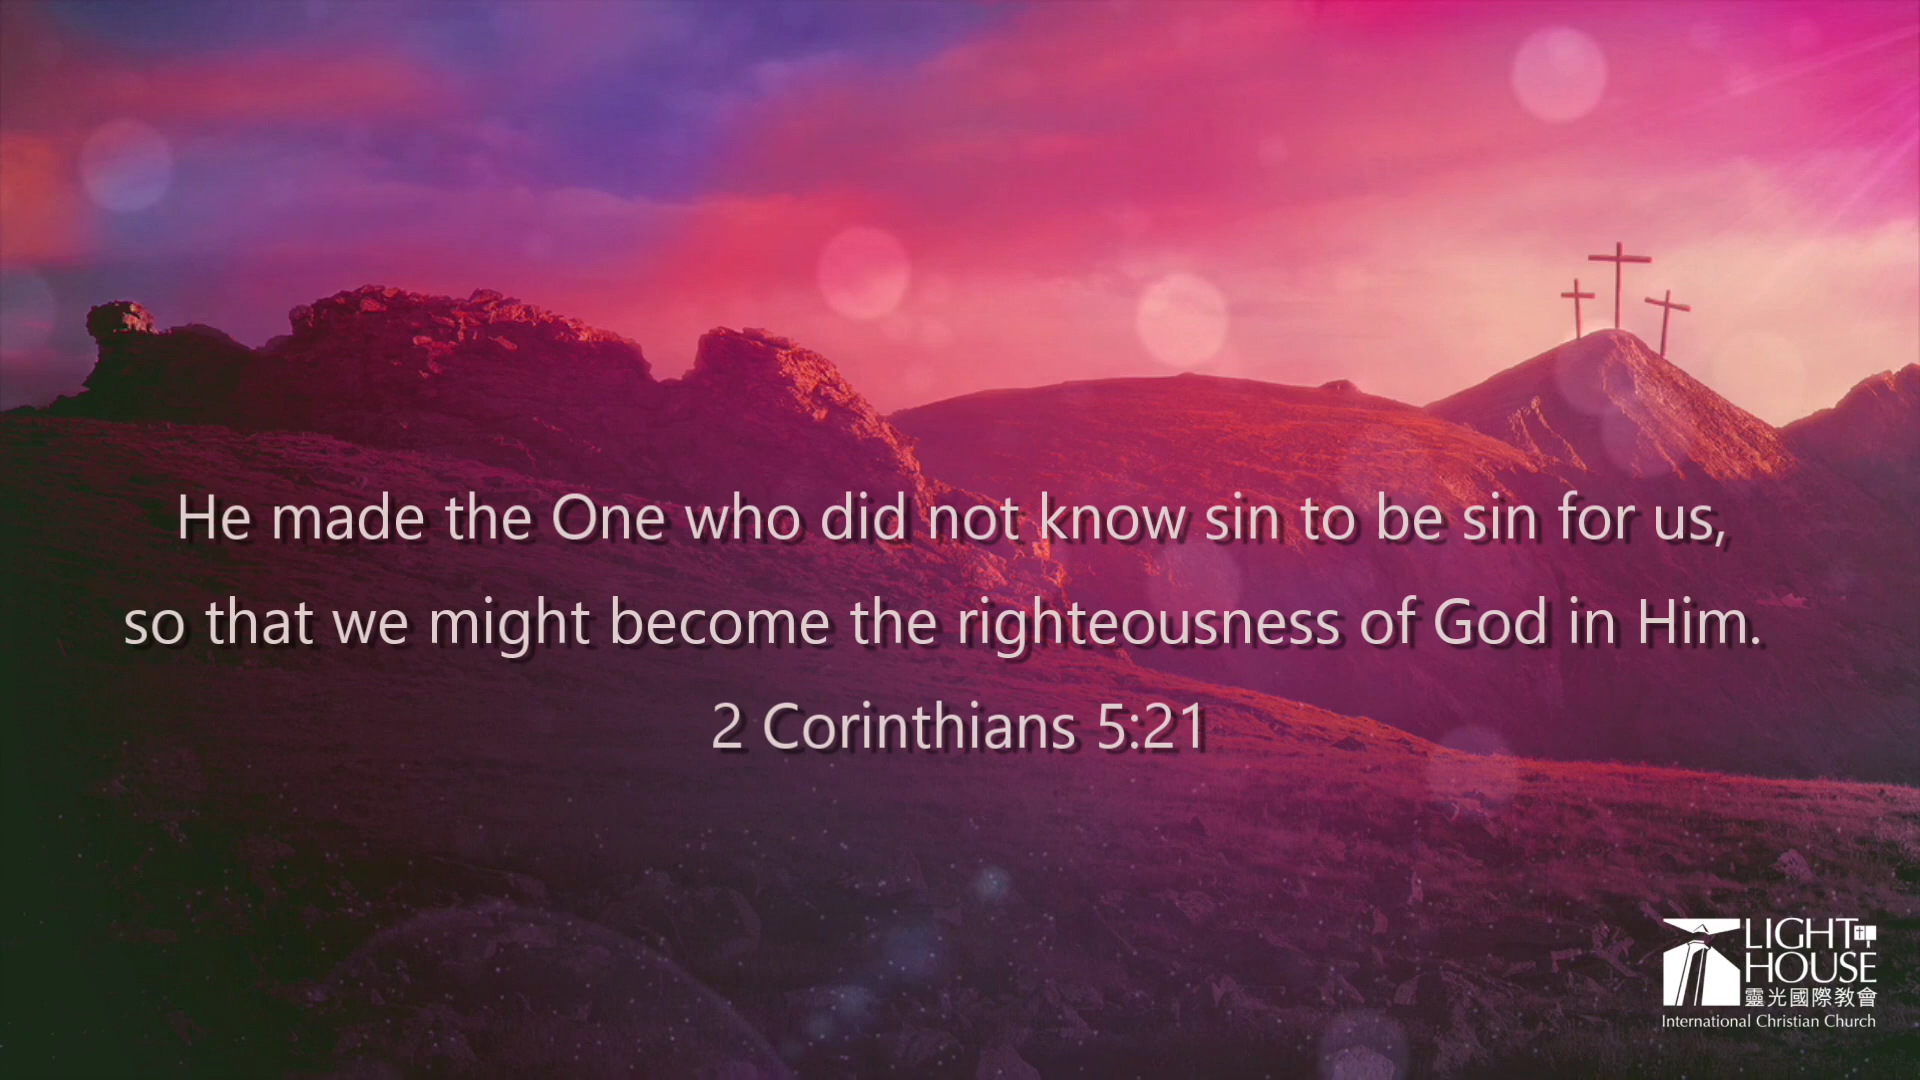 He made the One who did not know sin to be sin for us,
so that we might become the righteousness of God in Him.
2 Corinthians 5:21
LIGHT
HOUSE
靈光國際教會
International Christian Church